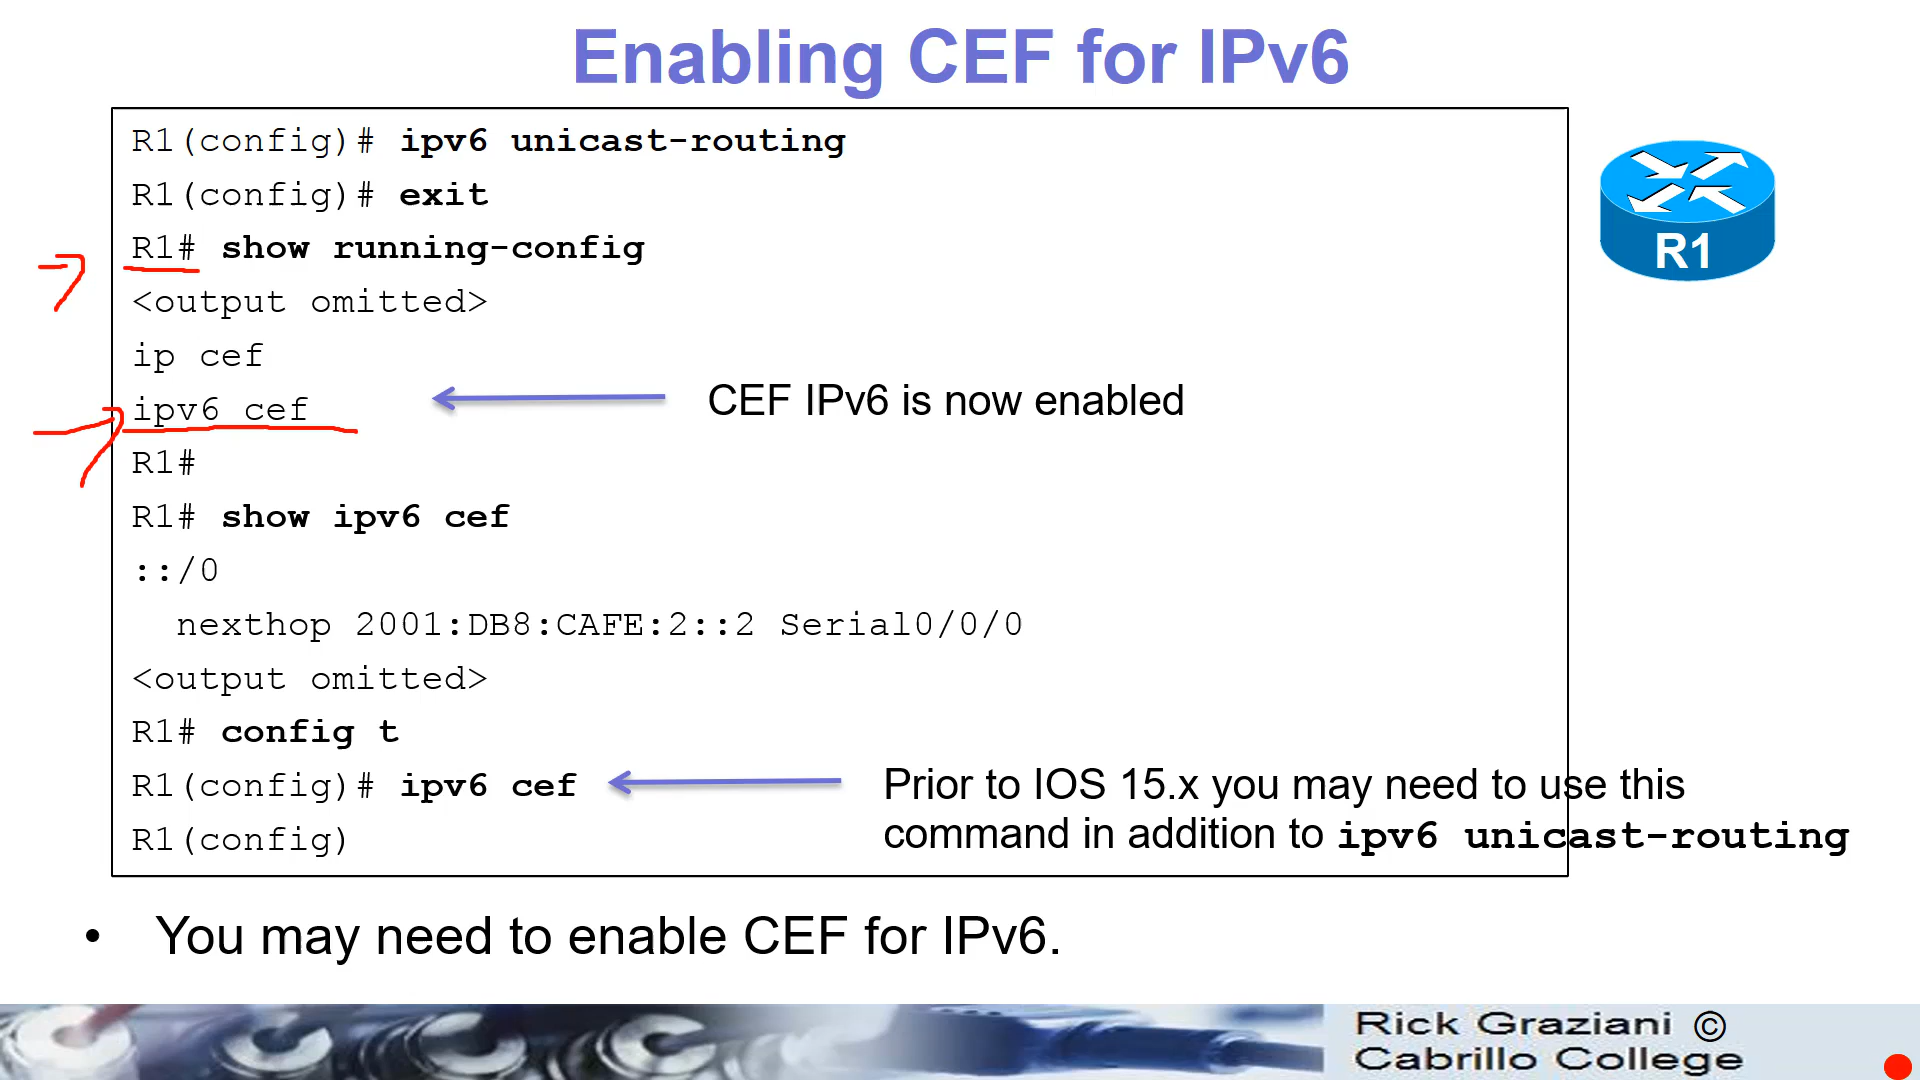 Enabling CEF for IPv6
R1(config)# ipv6 unicast-routing
R1(config)# exit
R1# show running-config
<output omitted>
ip cef
ipv6 cef
CEF IPv6 is now enabled
R1#
R1# show ipv6 cef
::/0
nexthop 2001:DB8:CAFE:2::2 Serial0/0/0
<output omitted>
R1# config t
R1(config)# ipv6 cef
Prior to IOS 15.x you may need to use this
command in addition to ipv6 unicast-routing
R1(config)
R1
• You may need to enable CEF for IPv6.
Rick Graziani ©
Cabrillo College